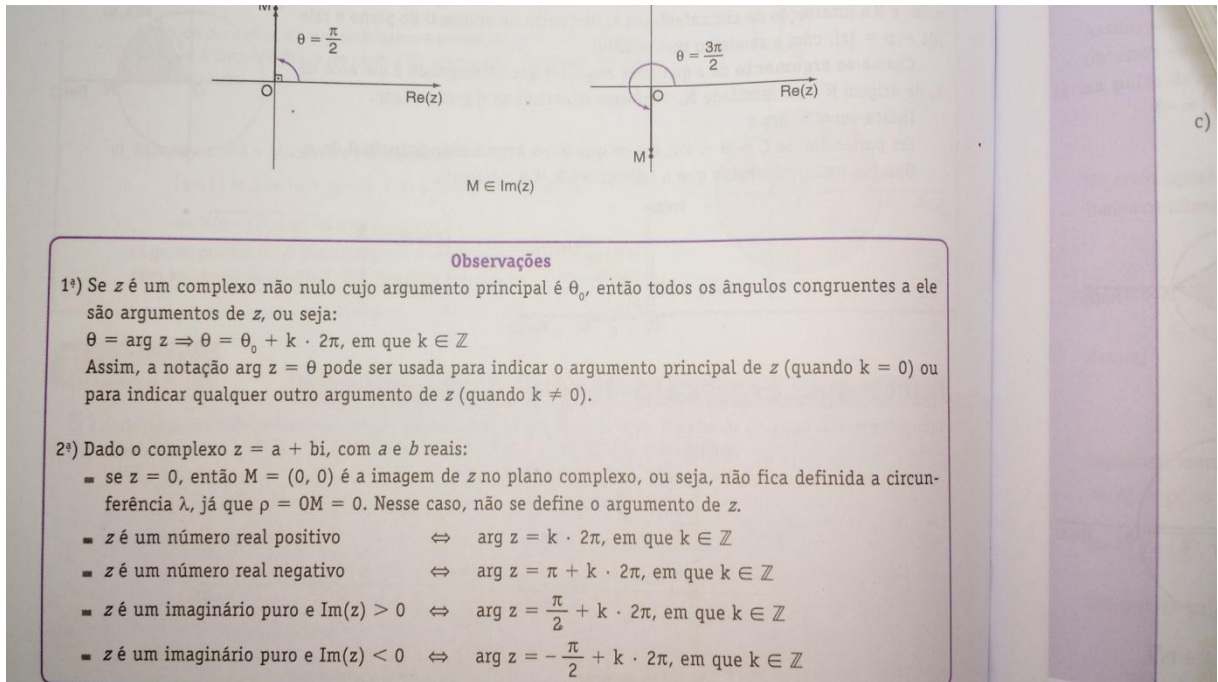 M
θ = π/2
O
Re(z)
θ = 3π/2
O
Re(z)
M
M ∈ Im(z)
c)
Observações
1ª) Se z é um complexo não nulo cujo argumento principal é θ₀, então todos os ângulos congruentes a ele
são argumentos de z, ou seja:
θ = arg z ⇒ θ = θ₀ + k · 2π, em que k ∈ ℤ
Assim, a notação arg z = θ pode ser usada para indicar o argumento principal de z (quando k = 0) ou
para indicar qualquer outro argumento de z (quando k ≠ 0).
2ª) Dado o complexo z = a + bi, com a e b reais:
se z = 0, então M = (0, 0) é a imagem de z no plano complexo, ou seja, não fica definida a circun-
ferência λ, já que ρ = OM = 0. Nesse caso, não se define o argumento de z.
z é um número real positivo ⇔ arg z = k · 2π, em que k ∈ ℤ
z é um número real negativo ⇔ arg z = π + k · 2π, em que k ∈ ℤ
z é um imaginário puro e Im(z) > 0 ⇔ arg z = π/2 + k · 2π, em que k ∈ ℤ
z é um imaginário puro e Im(z) < 0 ⇔ arg z = -π/2 + k · 2π, em que k ∈ ℤ